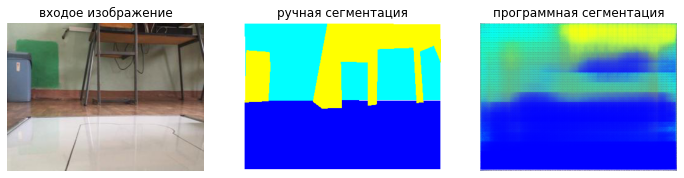 входое изображение
ручная сегментация
программная сегментация